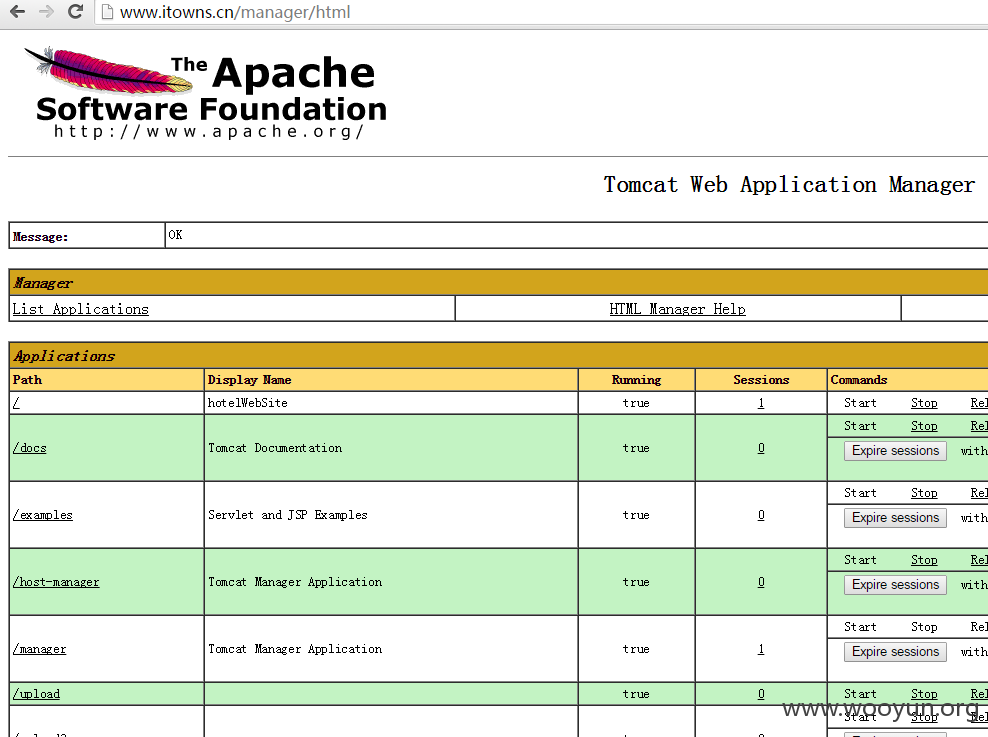 www.itowns.cn/manager/html
The Apache
Software Foundation
http://www.apache.org/
Tomcat Web Application Manager
Message: OK
Manager
List Applications HTML Manager Help
Applications
Path Display Name Running Sessions Commands
/ hotelWebSite true 1 Start Stop Rel
Start Stop Rel
/docs Tomcat Documentation true 0 Expire sessions with
Start Stop Rel
/examples Servlet and JSP Examples true 0 Expire sessions with
Start Stop Rel
/host-manager Tomcat Manager Application true 0 Expire sessions with
Start Stop Rel
/manager Tomcat Manager Application true 1 Expire sessions with
/upload true 0 Start Stop Rel
www.wooyun.org
Start Stop Rel